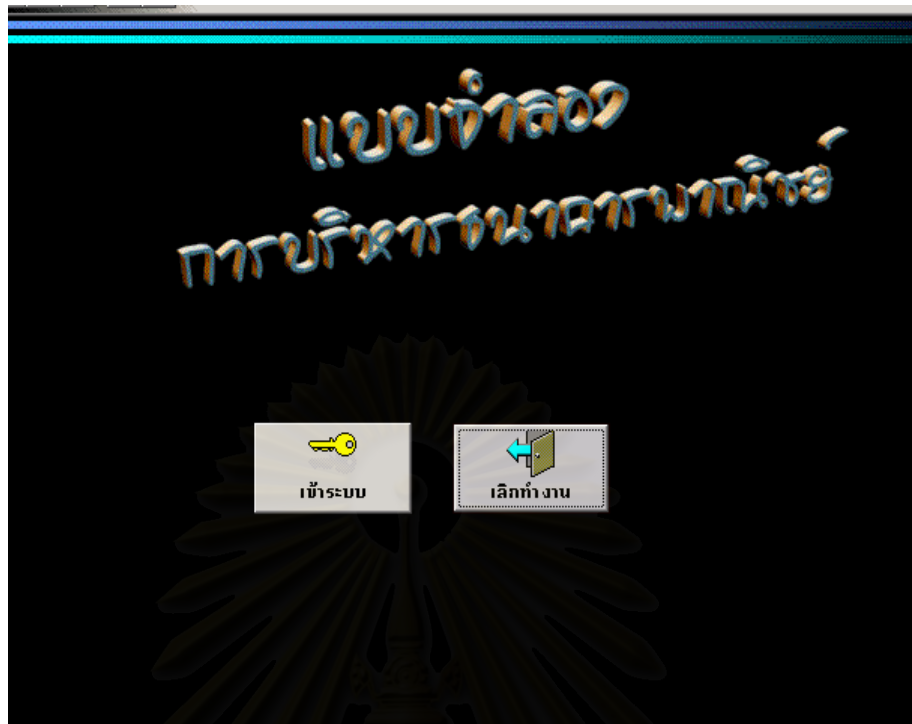 แบบจำลอง
การบริหารธนาคารพาณิชย์
เข้าระบบ
เลิกทำงาน